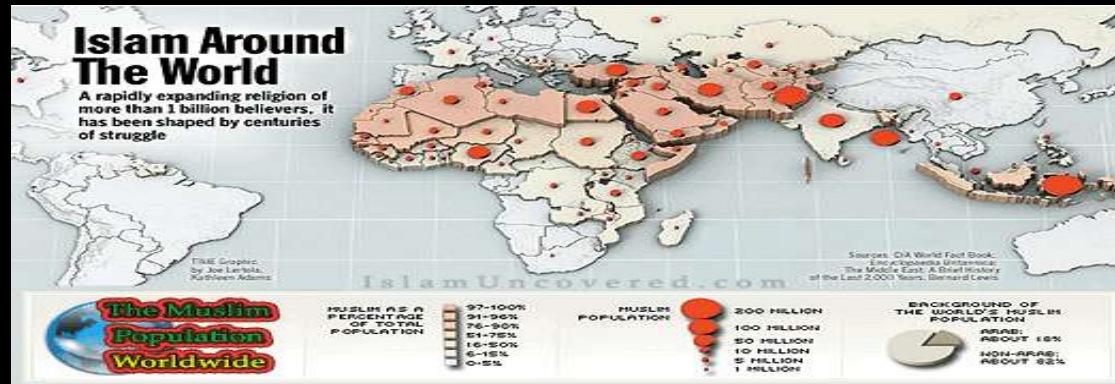 Islam Around
The World
A rapidly expanding religion of
more than 1 billion believers, it
has been shaped by centuries
of struggle
TIME Graphic
by Joe Lertola,
Kathleen Adams
Sources: CIA World Fact Book;
Encyclopaedia Britannica;
The Middle East: A Brief History
of the Last 2,000 Years, Bernard Lewis
IslamUncovered.com
The Muslim
Population
Worldwide
MUSLIM AS A
PERCENTAGE
OF TOTAL
POPULATION
97-100%
91-96%
76-90%
51-75%
16-50%
6-15%
0-5%
MUSLIM
POPULATION
200 MILLION
100 MILLION
50 MILLION
10 MILLION
5 MILLION
1 MILLION
BACKGROUND OF
THE WORLD'S MUSLIM
POPULATION
ARAB:
ABOUT 18%
NON-ARAB:
ABOUT 82%